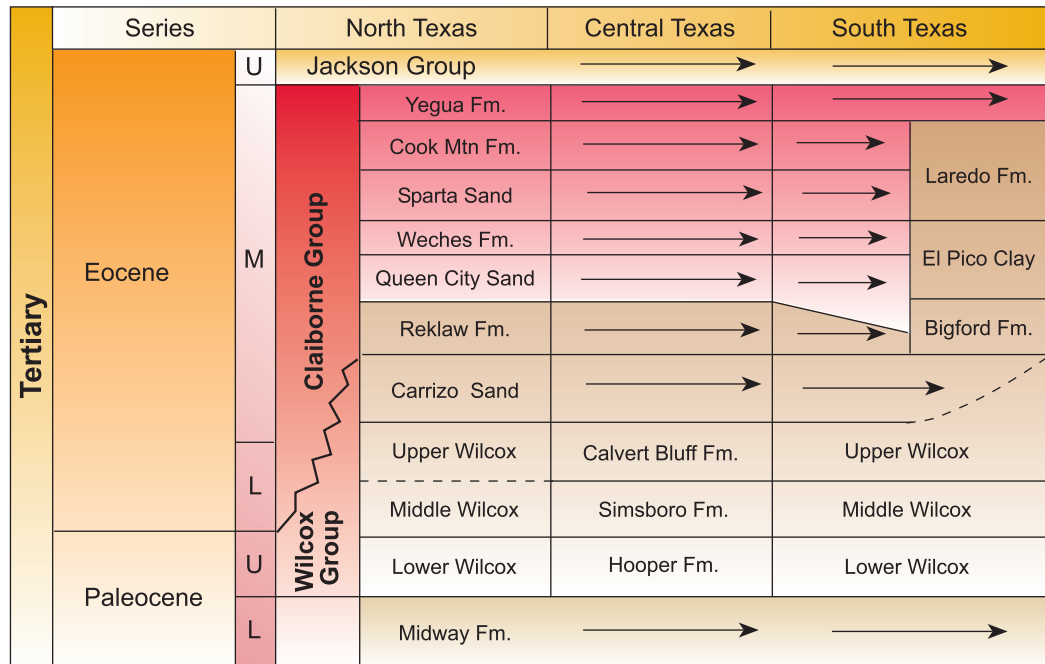 Series
North Texas
Central Texas
South Texas
Tertiary
Eocene
Paleocene
U
M
L
U
L
Jackson Group
Claiborne Group
Wilcox
Group
Yegua Fm.
Cook Mtn Fm.
Sparta Sand
Laredo Fm.
Weches Fm.
Queen City Sand
El Pico Clay
Reklaw Fm.
Bigford Fm.
Carrizo Sand
Upper Wilcox
Calvert Bluff Fm.
Upper Wilcox
Middle Wilcox
Simsboro Fm.
Middle Wilcox
Lower Wilcox
Hooper Fm.
Lower Wilcox
Midway Fm.